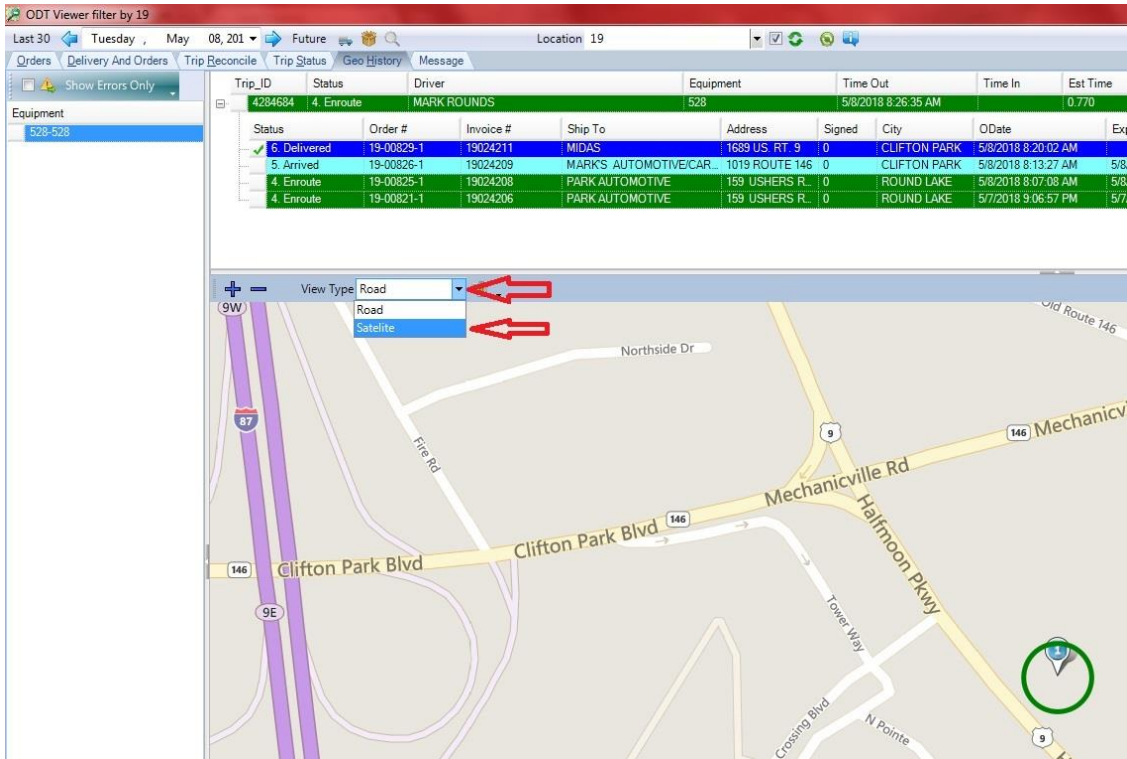 ODT Viewer filter by 19
Last 30 Tuesday , May 08, 201 Future Location 19
Orders Delivery And Orders Trip Reconcile Trip Status Geo History Message
Show Errors Only
Equipment
528-528
Trip_ID Status Driver Equipment Time Out Time In Est Time
4284684 4. Enroute MARK ROUNDS 528 5/8/2018 8:26:35 AM 0.770
Status Order # Invoice # Ship To Address Signed City ODate Exp
6. Delivered 19-00829-1 19024211 MIDAS 1689 US. RT. 9 0 CLIFTON PARK 5/8/2018 8:20:02 AM
5. Arrived 19-00826-1 19024209 MARK'S AUTOMOTIVE/CAR... 1019 ROUTE 146 0 CLIFTON PARK 5/8/2018 8:13:27 AM 5/8/
4. Enroute 19-00825-1 19024208 PARK AUTOMOTIVE 159 USHERS R... 0 ROUND LAKE 5/8/2018 8:07:08 AM 5/8
4. Enroute 19-00821-1 19024206 PARK AUTOMOTIVE 159 USHERS R... 0 ROUND LAKE 5/7/2018 9:06:57 PM 5/7
View Type Road
Road
Satelite
9W
Old Route 146
Northside Dr
87
Fire Rd
9
146 Mechanicv
Mechanicville Rd
Halfmoon Pkwy
Clifton Park Blvd 146
146 Clifton Park Blvd
9E
Tower Way
1
Crossing Blvd
N Pointe
9